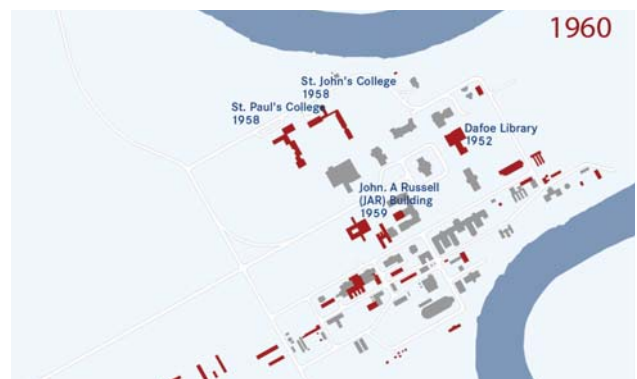 1960
St. John's College
1958
St. Paul's College
1958
Dafoe Library
1952
John. A Russell
(JAR) Building
1959